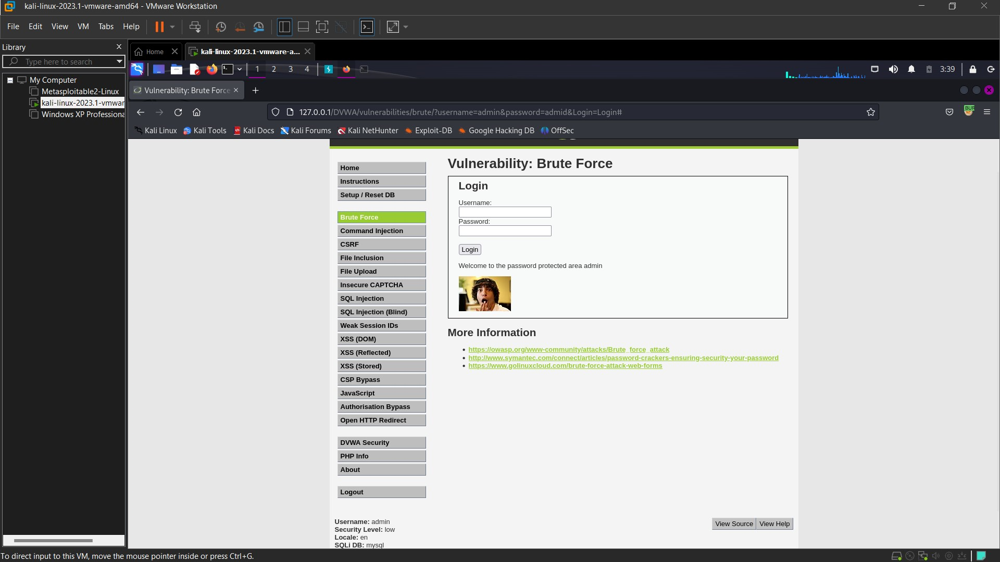 kali-linux-2023.1-vmware-amd64 - VMware Workstation
File Edit View VM Tabs Help
Library
Type here to search
My Computer
Metasploitable2-Linux
kali-linux-2023.1-vmwar
Windows XP Professiona
Home
kali-linux-2023.1-vmware-a...
1 2 3 4
3:39
Vulnerability: Brute Force
127.0.0.1/DVWA/vulnerabilities/brute/?username=admin&password=admid&Login=Login#
BUR
Kali Linux Kali Tools Kali Docs Kali Forums Kali NetHunter Exploit-DB Google Hacking DB OffSec
Home
Instructions
Setup / Reset DB
Brute Force
Command Injection
CSRF
File Inclusion
File Upload
Insecure CAPTCHA
SQL Injection
SQL Injection (Blind)
Weak Session IDs
XSS (DOM)
XSS (Reflected)
XSS (Stored)
CSP Bypass
JavaScript
Authorisation Bypass
Open HTTP Redirect
DVWA Security
PHP Info
About
Logout
Vulnerability: Brute Force
Login
Username:
Password:
Login
Welcome to the password protected area admin
More Information
https://owasp.org/www-community/attacks/Brute_force_attack
http://www.symantec.com/connect/articles/password-crackers-ensuring-security-your-password
https://www.golinuxcloud.com/brute-force-attack-web-forms
Username: admin
Security Level: low
Locale: en
SQLi DB: mysql
View Source View Help
To direct input to this VM, move the mouse pointer inside or press Ctrl+G.